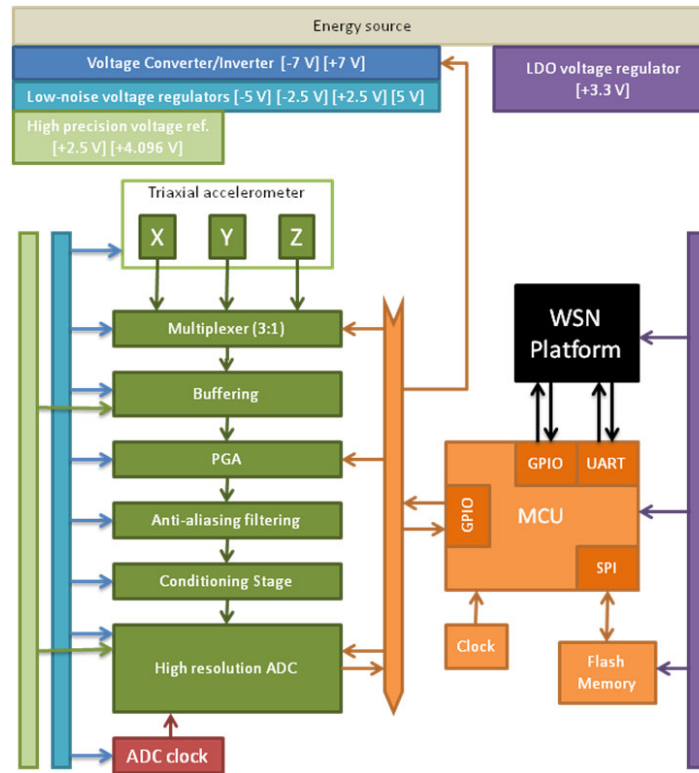 Energy source
Voltage Converter/Inverter [-7 V] [+7 V]
LDO voltage regulator
[+3.3 V]
Low-noise voltage regulators [-5 V] [-2.5 V] [+2.5 V] [5 V]
High precision voltage ref.
[+2.5 V] [+4.096 V]
Triaxial accelerometer
X Y Z
Multiplexer (3:1)
WSN
Platform
Buffering
PGA
GPIO UART
GPIO
MCU
Anti-aliasing filtering
Conditioning Stage
SPI
High resolution ADC
Clock
Flash
Memory
ADC clock